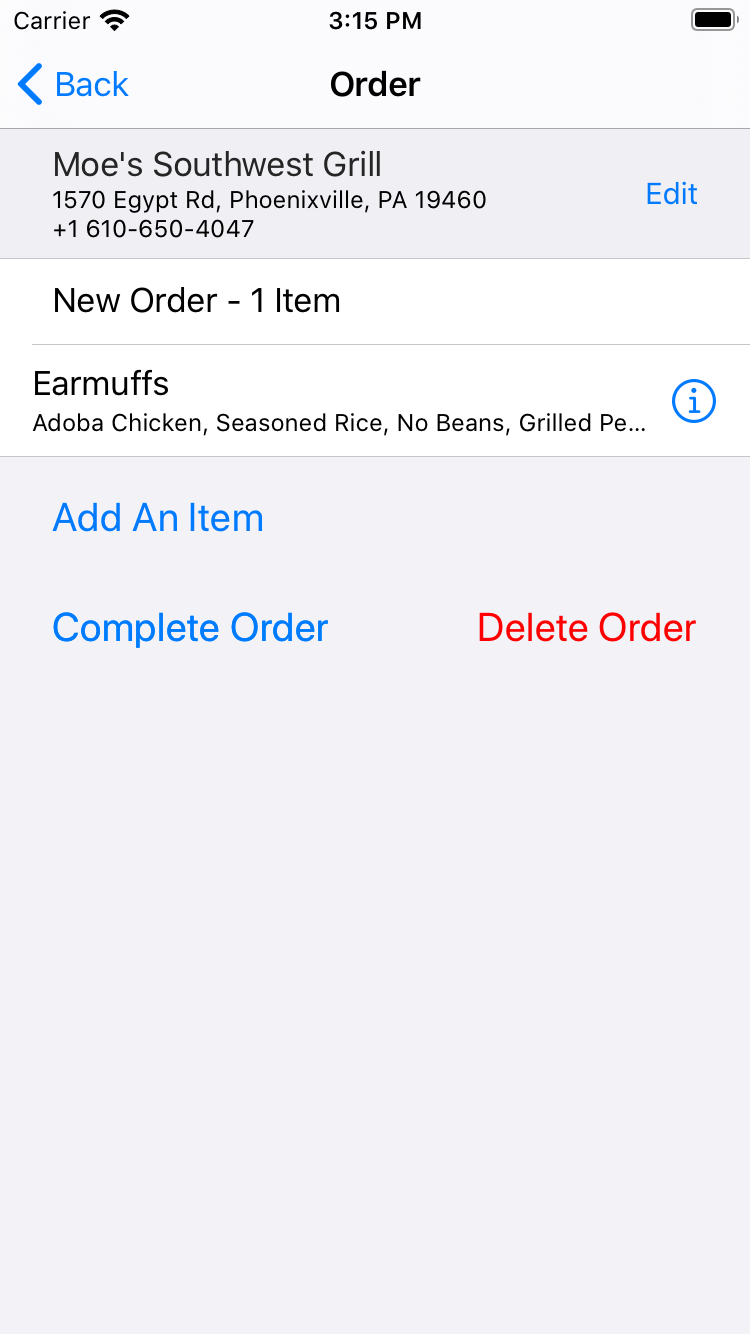 Carrier 3:15 PM
Back Order
Moe's Southwest Grill
1570 Egypt Rd, Phoenixville, PA 19460
Edit
+1 610-650-4047
New Order - 1 Item
Earmuffs
Adoba Chicken, Seasoned Rice, No Beans, Grilled Pe...
Add An Item
Complete Order Delete Order